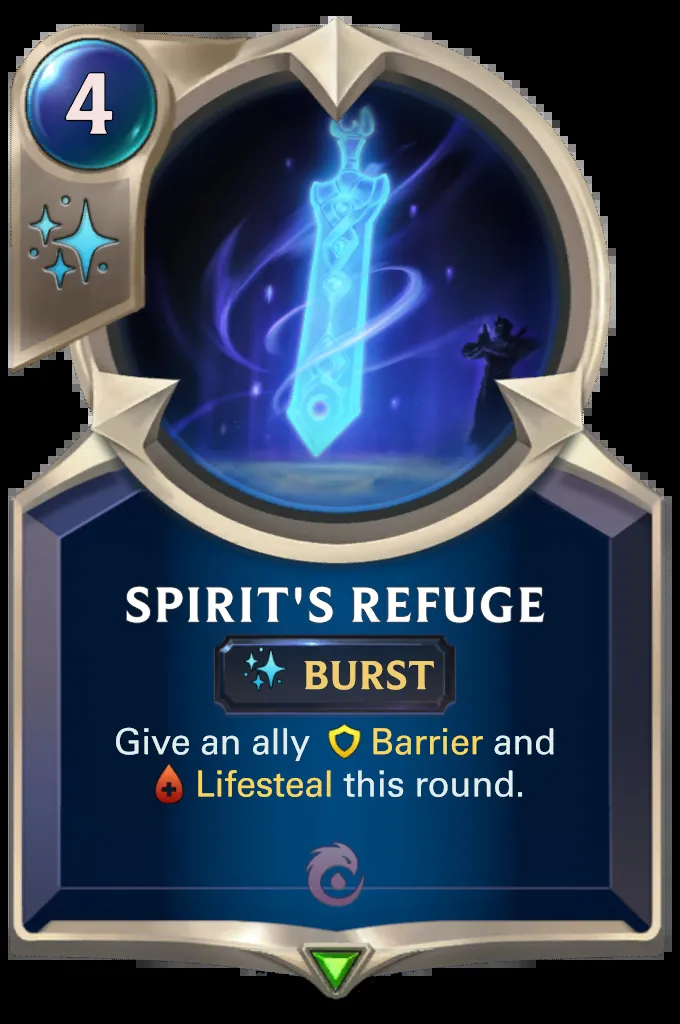 4
SPIRIT'S REFUGE
BURST
Give an ally Barrier and
Lifesteal this round.